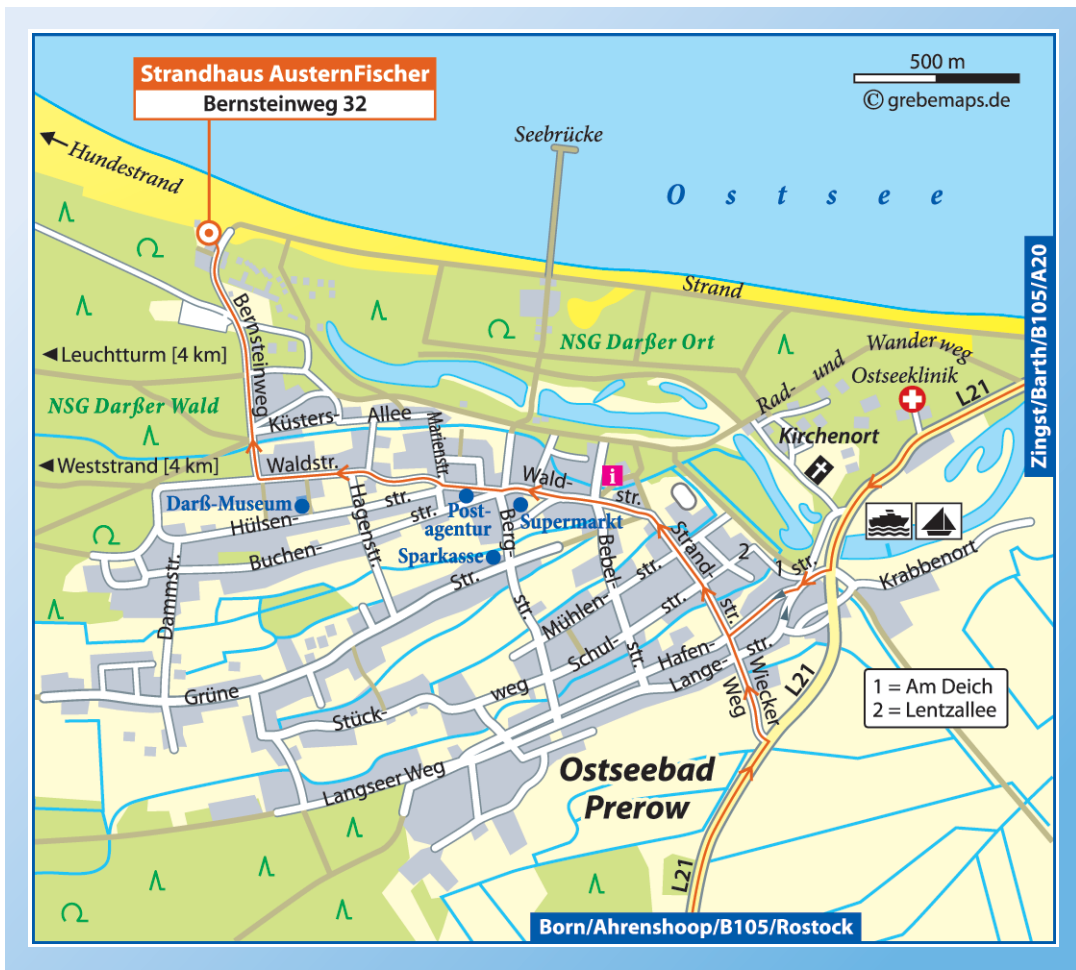 Strandhaus AusternFischer
Bernsteinweg 32
500 m
© grebemaps.de
Seebrücke
Hundestrand
Ostsee
Strand
Zingst/Barth/B105/A20
Bernsteinweg
Leuchtturm [4 km]
NSG Darßer Ort
Rad- und Wanderweg
Ostseeklinik
L21
NSG Darßer Wald
Küsters- Allee
Marienstr.
Kirchenort
Weststrand [4 km]
Waldstr.
Wald- str.
i
Darß-Museum
Hülsen- str.
Hagenstr.
Post-
agentur
Supermarkt
Buchen- str.
Sparkasse
Berg- str.
Bebel- str.
Strand- str.
2
1 str.
Krabbenort
Dammstr.
Grüne Str.
Mühlen- str.
Schul- str.
Hafen-
Lange- str.
Wiecker
Weg
L21
Stück- weg
1 = Am Deich
2 = Lentzallee
Langseer Weg
Ostseebad
Prerow
L21
Born/Ahrenshoop/B105/Rostock